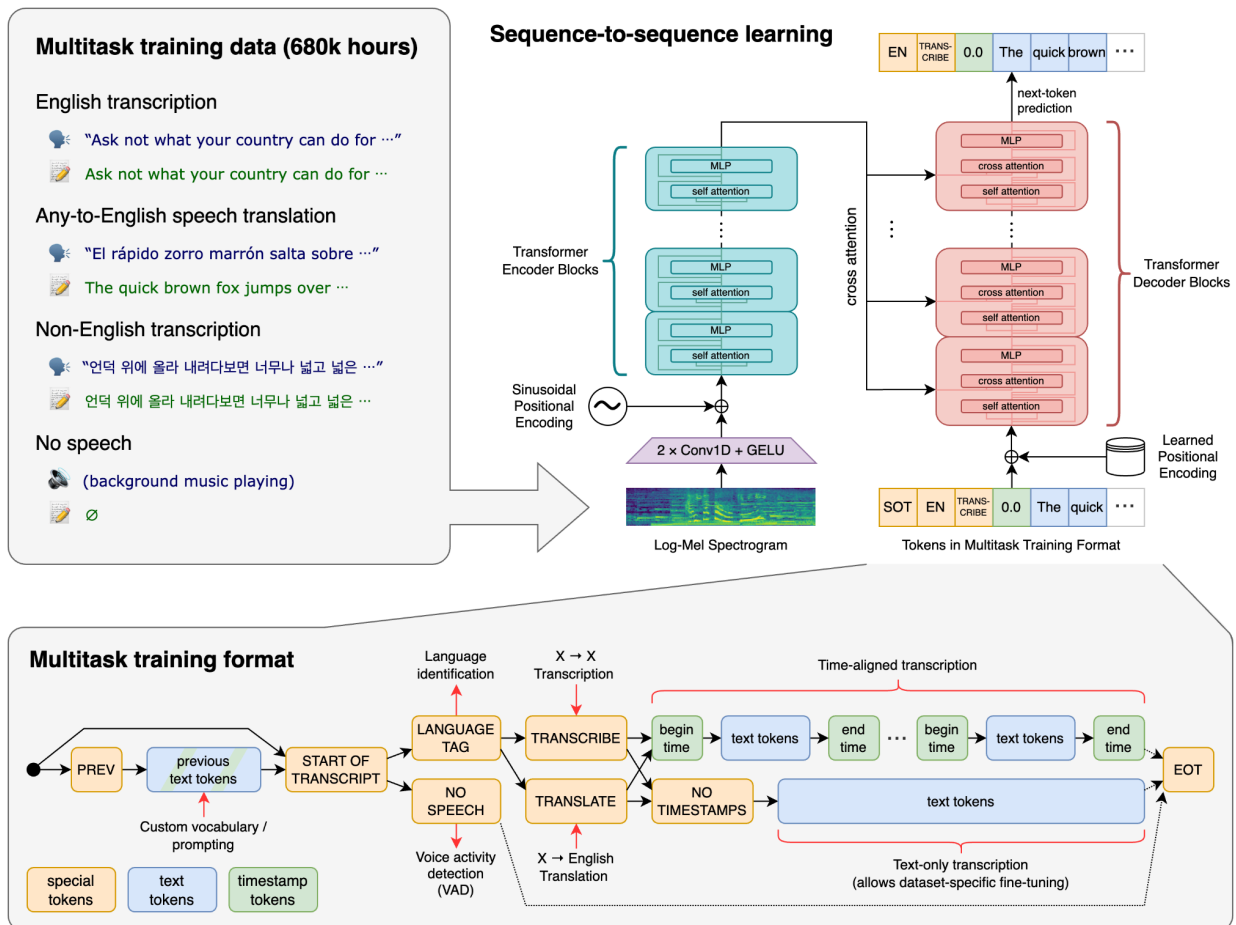 Multitask training data (680k hours)
English transcription
“Ask not what your country can do for ⋯”
Ask not what your country can do for ⋯
Any-to-English speech translation
“El rápido zorro marrón salta sobre ⋯”
The quick brown fox jumps over ⋯
Non-English transcription
“언덕 위에 올라 내려다보면 너무나 넓고 넓은 ⋯”
언덕 위에 올라 내려다보면 너무나 넓고 넓은 ⋯
No speech
(background music playing)
∅
Sequence-to-sequence learning
EN
TRANS-
CRIBE
0.0
The
quick
brown
⋯
next-token
prediction
MLP
self attention
⋯
MLP
self attention
MLP
self attention
Transformer
Encoder Blocks
Sinusoidal
Positional
Encoding
2 × Conv1D + GELU
Log-Mel Spectrogram
cross attention
⋯
MLP
cross attention
self attention
⋯
MLP
cross attention
self attention
MLP
cross attention
self attention
Transformer
Decoder Blocks
Learned
Positional
Encoding
SOT
EN
TRANS-
CRIBE
0.0
The
quick
⋯
Tokens in Multitask Training Format
Multitask training format
PREV
previous
text tokens
Custom vocabulary /
prompting
START OF
TRANSCRIPT
Language
identification
LANGUAGE
TAG
NO
SPEECH
Voice activity
detection
(VAD)
X → X
Transcription
TRANSCRIBE
TRANSLATE
X → English
Translation
Time-aligned transcription
begin
time
text tokens
end
time
⋯
begin
time
text tokens
end
time
NO
TIMESTAMPS
text tokens
Text-only transcription
(allows dataset-specific fine-tuning)
EOT
special
tokens
text
tokens
timestamp
tokens